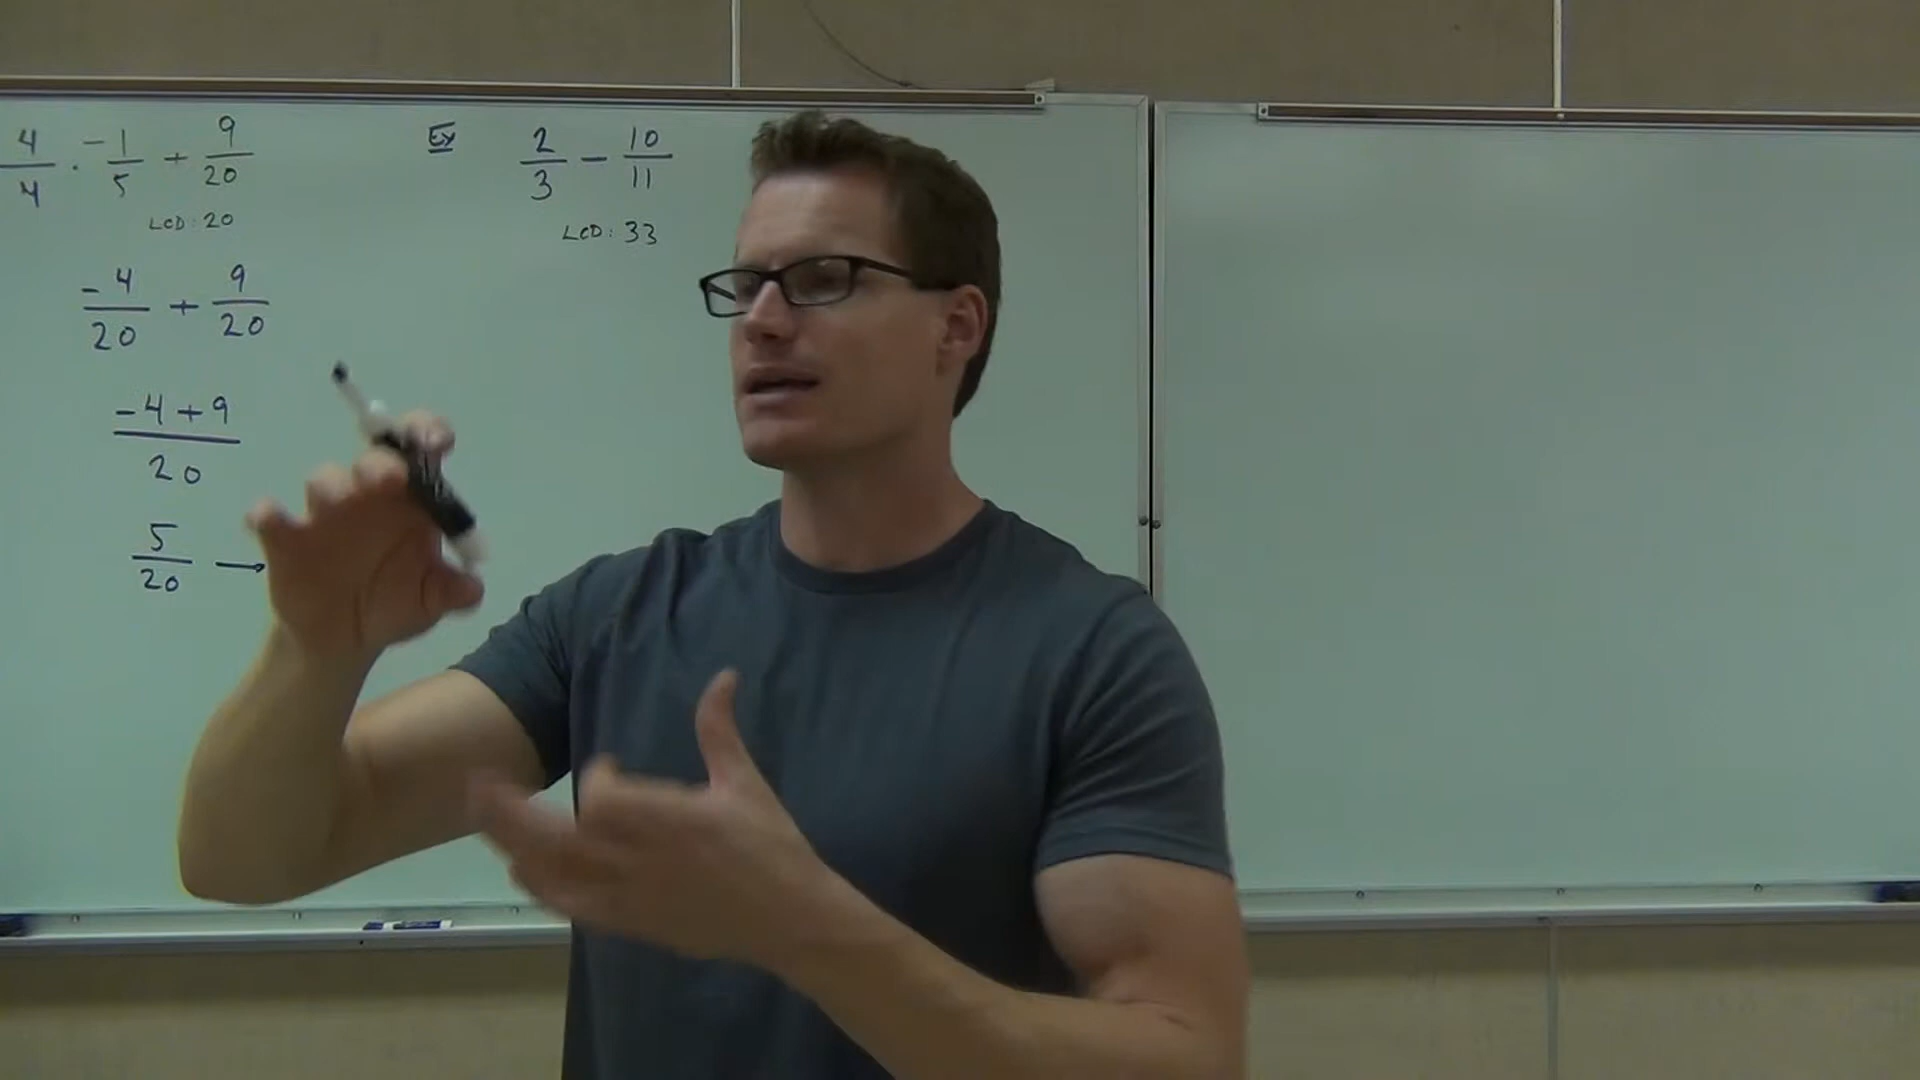 4/4 · -1/5 + 9/20
LCD: 20
-4/20 + 9/20
-4+9/20
5/20 →
Ex 2/3 - 10/11
LCD: 33